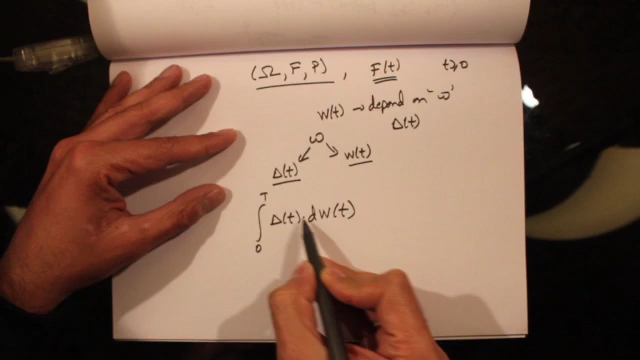 (Ω, F, P) , F(t) t≥0
W(t) → depend on "ω"
Δ(t)
ω
Δ(t) W(t)
∫₀ᵀ Δ(t) dW(t)